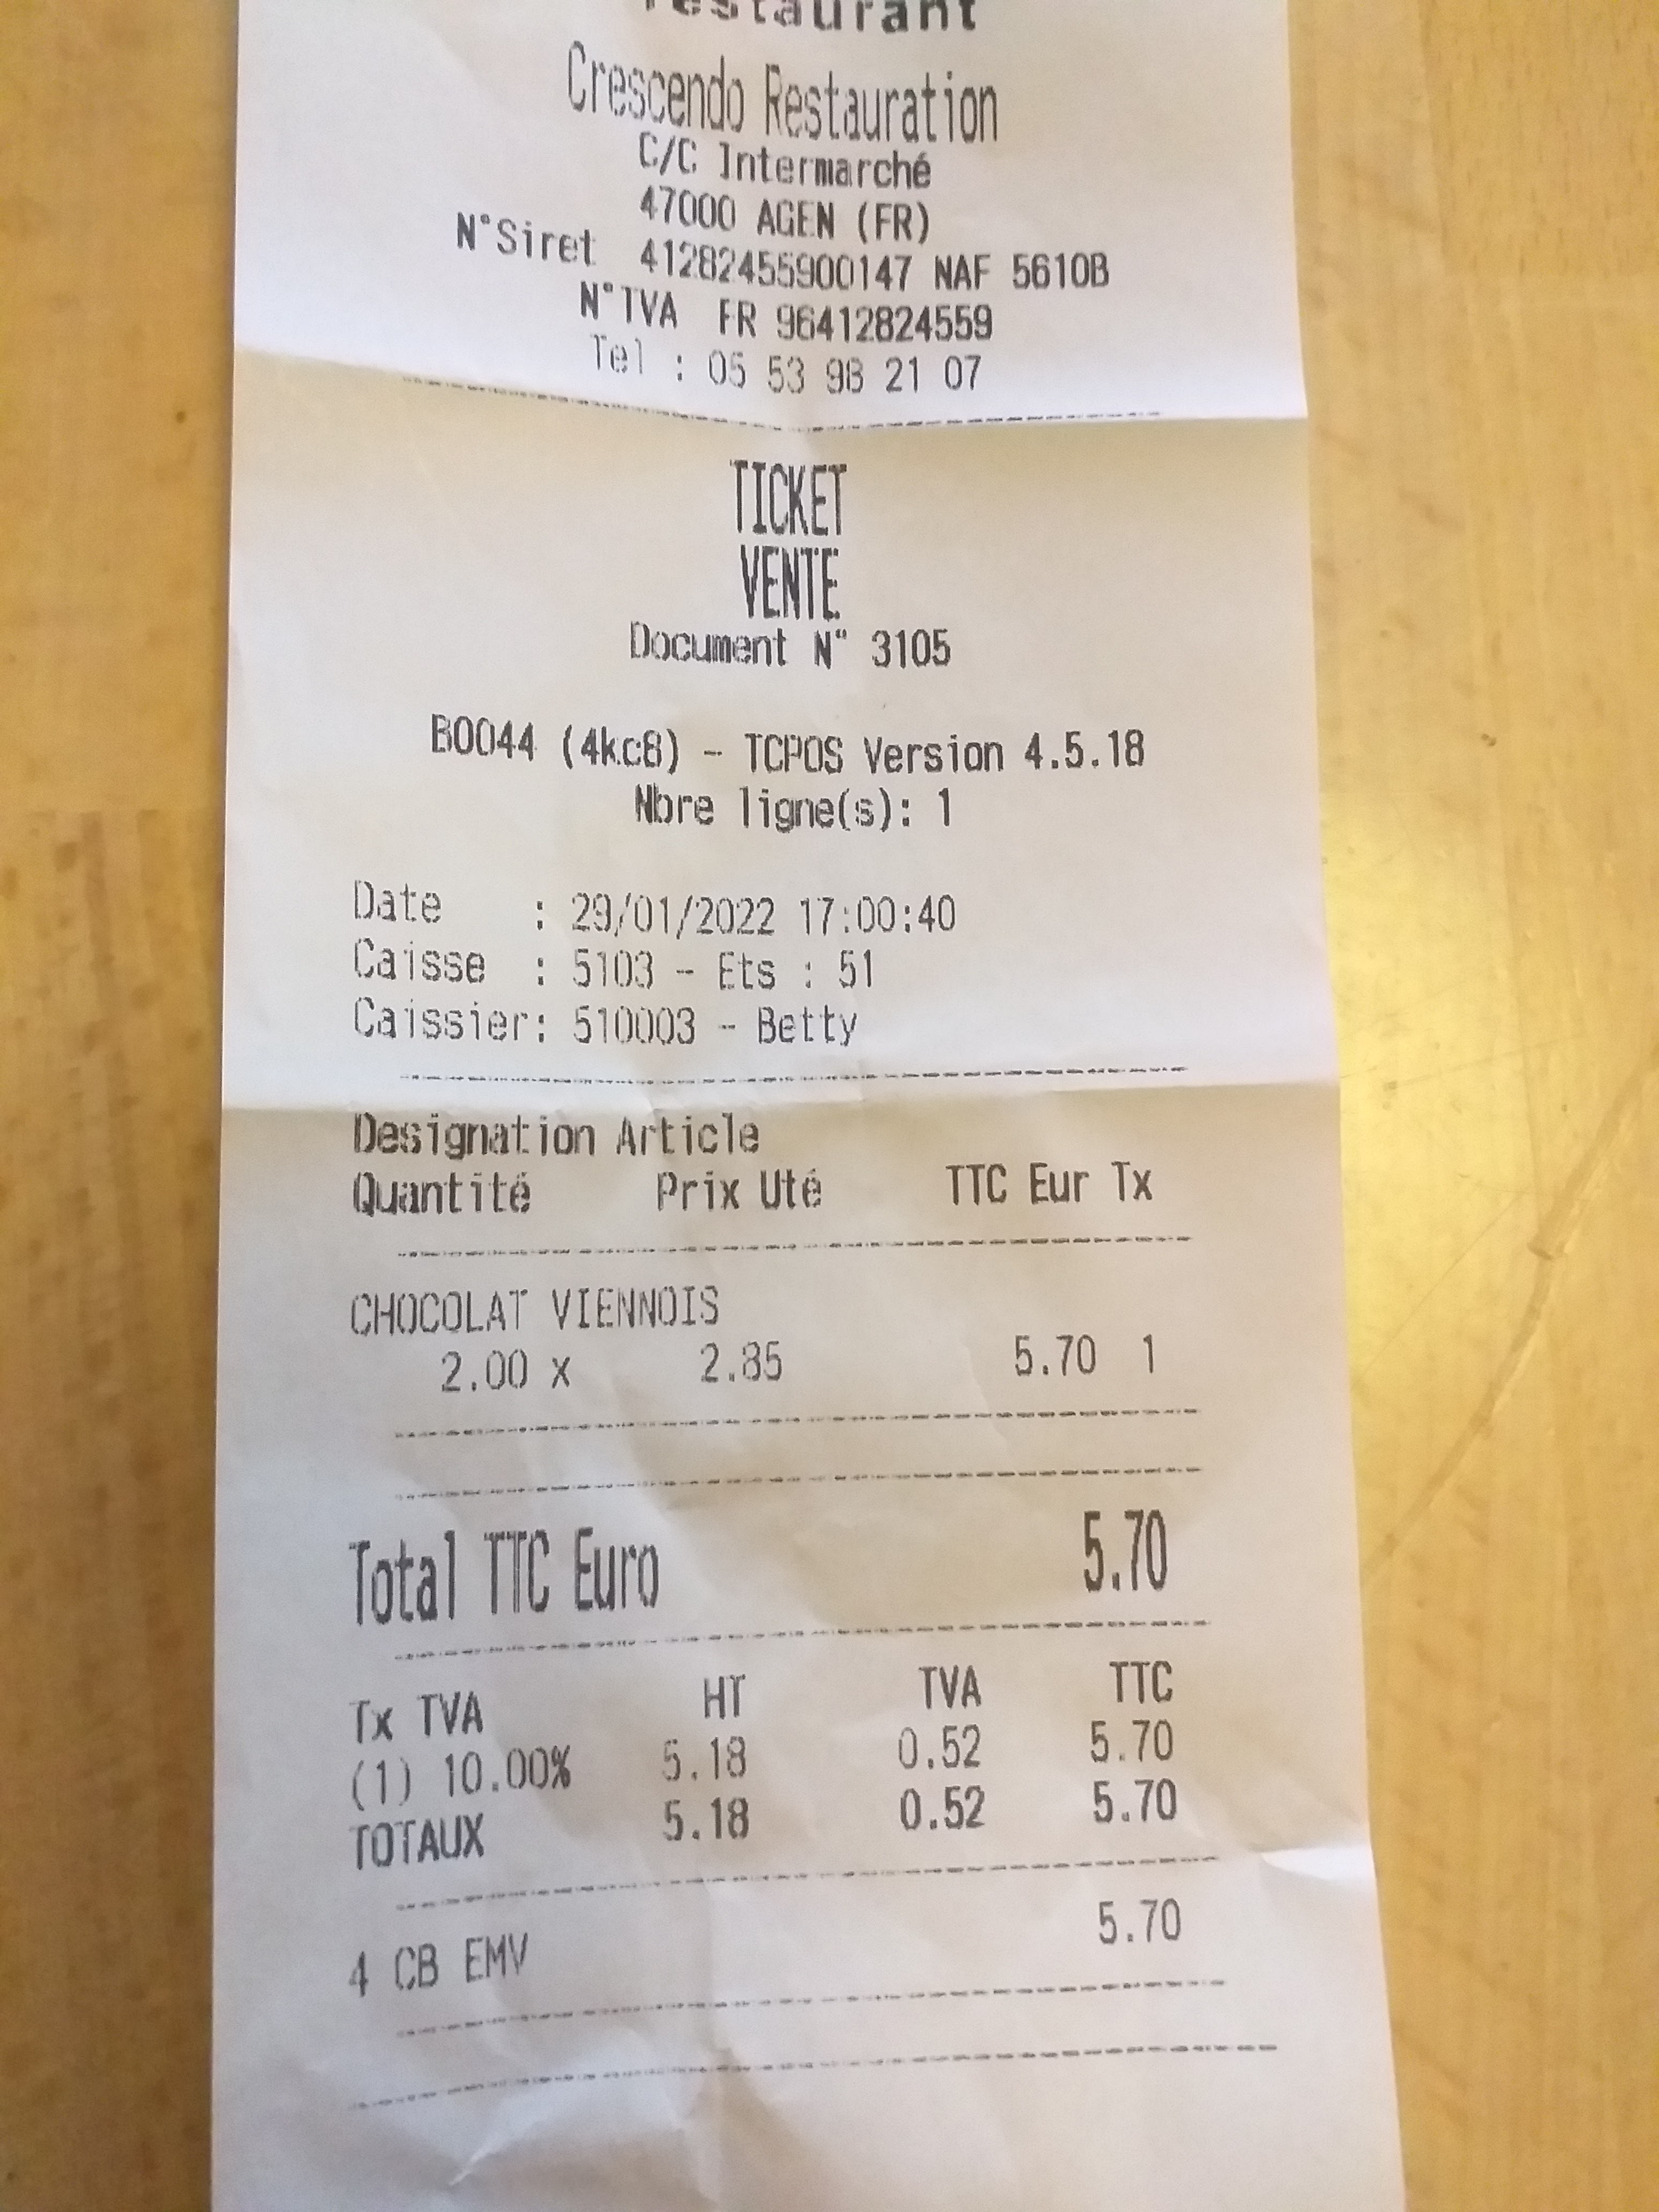 restaurant
Crescendo Restauration
C/C Intermarché
47000 AGEN (FR)
N°Siret 41282455900147 NAF 5610B
N°TVA FR 96412824559
Tel : 05 53 98 21 07
TICKET
VENTE
Document N° 3105
B0044 (4kc8) - TCPOS Version 4.5.18
Nbre ligne(s): 1
Date : 29/01/2022 17:00:40
Caisse : 5103 - Ets : 51
Caissier: 510003 - Betty
Designation Article
Quantité Prix Uté TTC Eur Tx
CHOCOLAT VIENNOIS
2.00 x 2.85 5.70 1
Total TTC Euro 5.70
Tx TVA HT TVA TTC
(1) 10.00% 5.18 0.52 5.70
TOTAUX 5.18 0.52 5.70
4 CB EMV 5.70